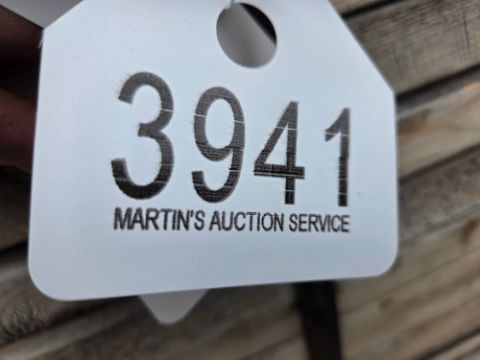 3941
MARTIN'S AUCTION SERVICE